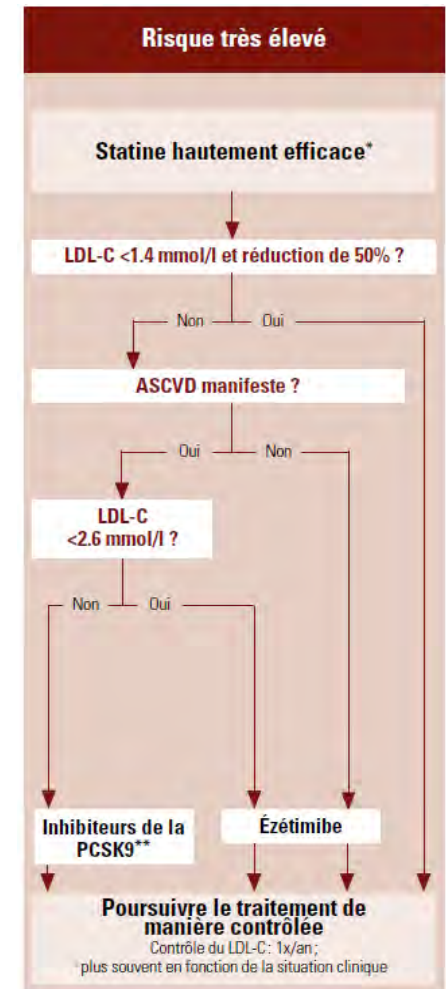 Risque très élevé
Statine hautement efficace*
LDL-C <1.4 mmol/l et réduction de 50% ?
Non Oui
ASCVD manifeste ?
Oui Non
LDL-C
<2.6 mmol/l ?
Non Oui
Inhibiteurs de la
PCSK9**
Ézétimibe
Poursuivre le traitement de
manière contrôlée
Contrôle du LDL-C: 1x/an;
plus souvent en fonction de la situation clinique